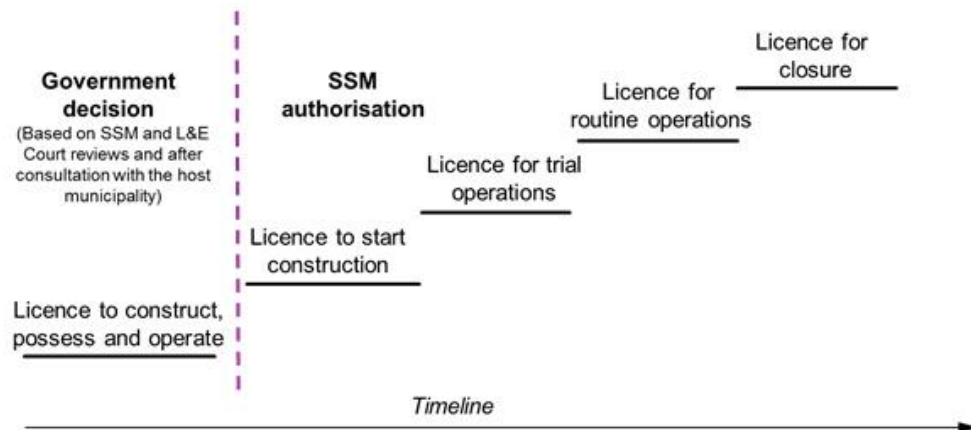 Government
decision
(Based on SSM and L&E
Court reviews and after
consultation with the host
municipality)
Licence to construct,
possess and operate
SSM
authorisation
Licence to start
construction
Licence for trial
operations
Licence for
routine operations
Licence for
closure
Timeline